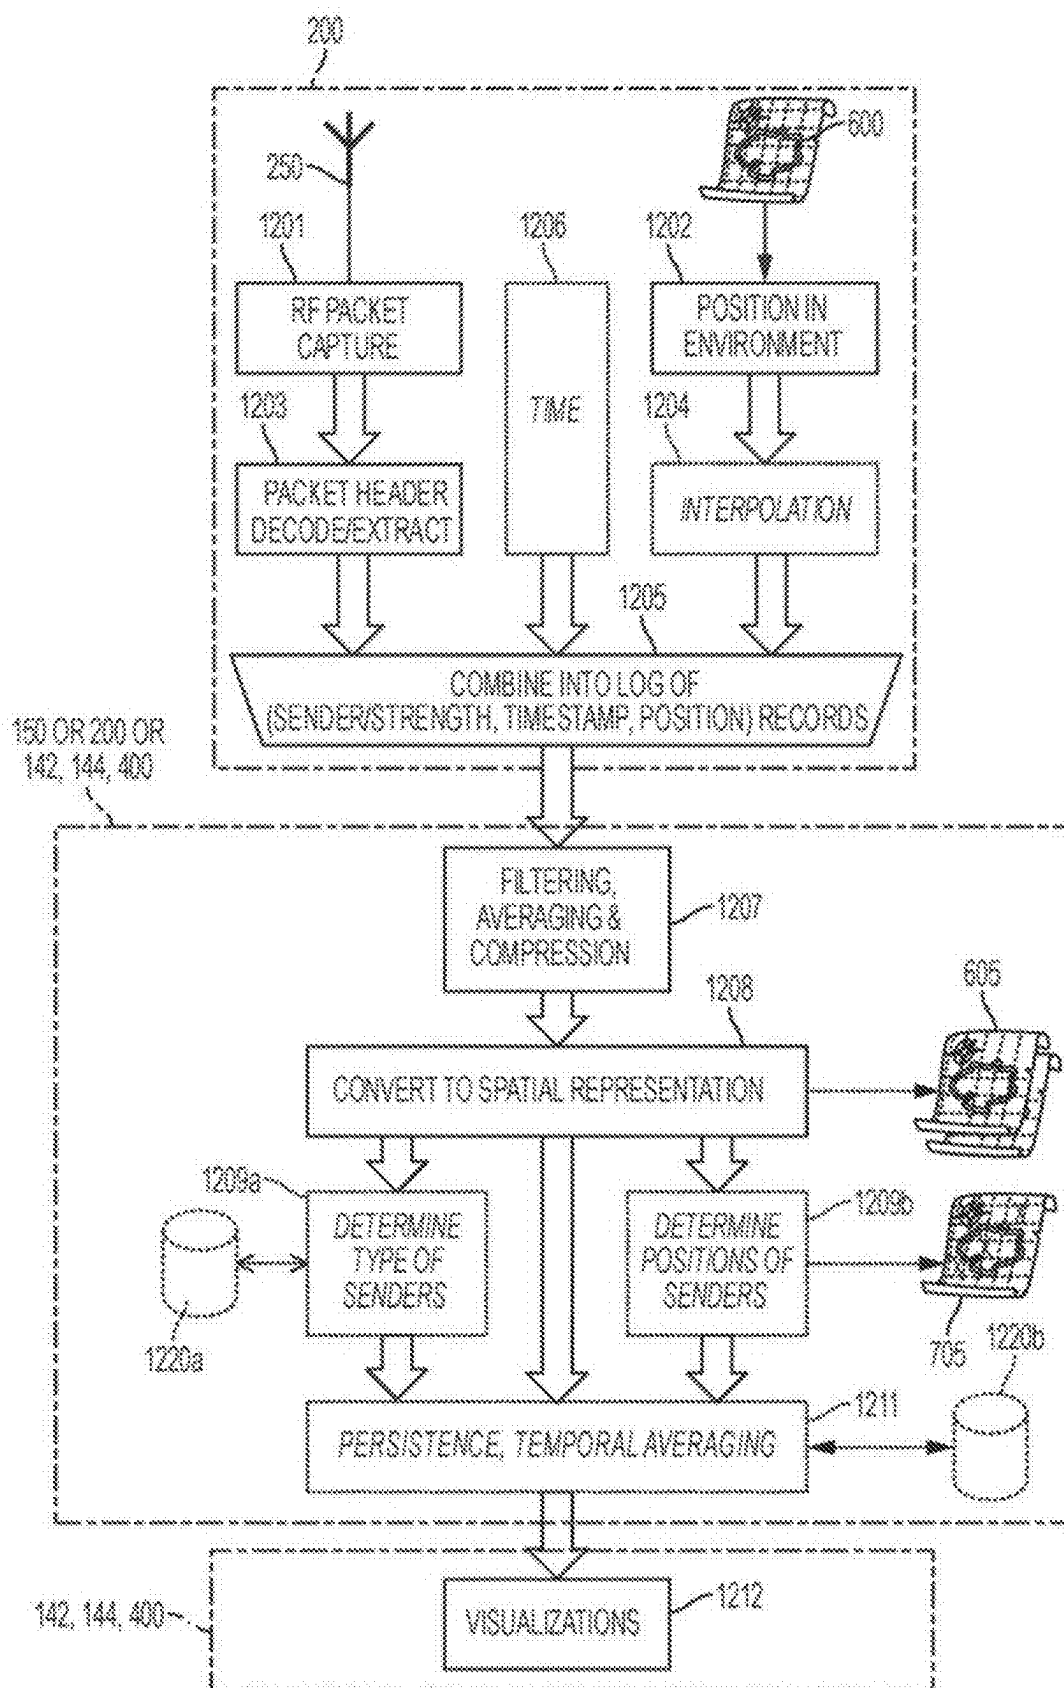 200
600
250
1201
1206
1202
RF PACKET
CAPTURE
POSITION IN
ENVIRONMENT
TIME
1203
1204
PACKET HEADER
DECODE/EXTRACT
INTERPOLATION
1205
COMBINE INTO LOG OF
(SENDER/STRENGTH, TIMESTAMP, POSITION) RECORDS
150 OR 200 OR
142, 144, 400
FILTERING,
AVERAGING &
COMPRESSION
1207
1208
605
CONVERT TO SPATIAL REPRESENTATION
1209a
1209b
DETERMINE
TYPE OF
SENDERS
DETERMINE
POSITIONS OF
SENDERS
1220a
705
1220b
1211
PERSISTENCE, TEMPORAL AVERAGING
142, 144, 400
VISUALIZATIONS
1212